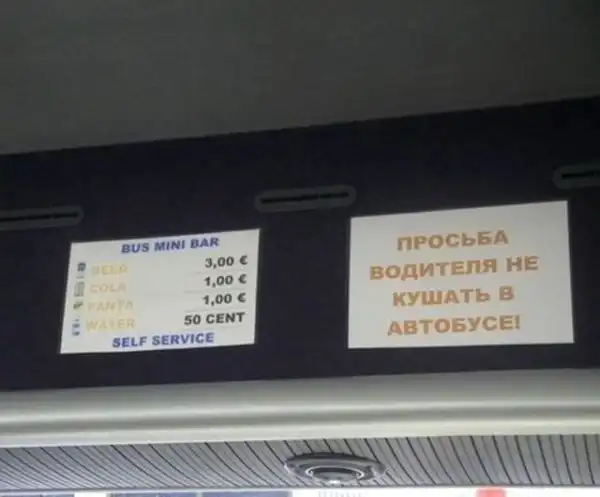 BUS MINI BAR
BEER 3,00 €
COLA 1,00 €
FANTA 1,00 €
WATER 50 CENT
SELF SERVICE
ПРОСЬБА
ВОДИТЕЛЯ НЕ
КУШАТЬ В
АВТОБУСЕ!